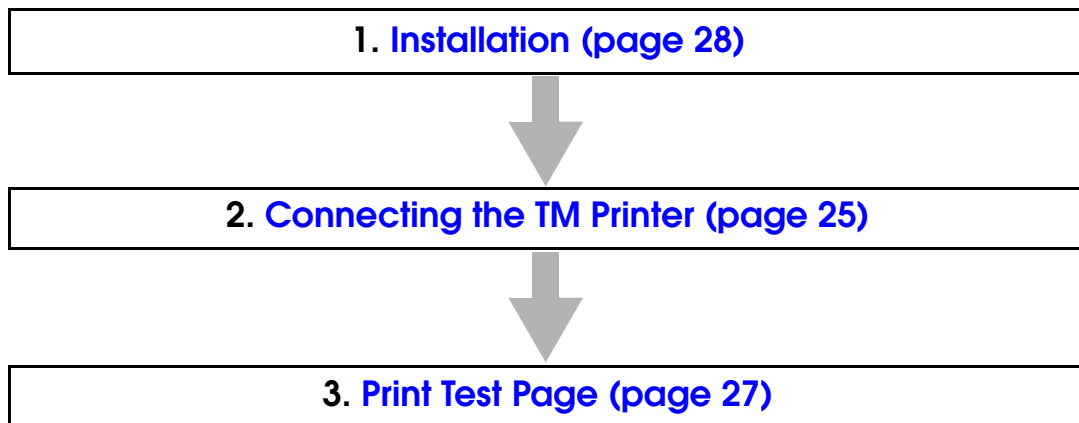 1. Installation (page 28)
2. Connecting the TM Printer (page 25)
3. Print Test Page (page 27)